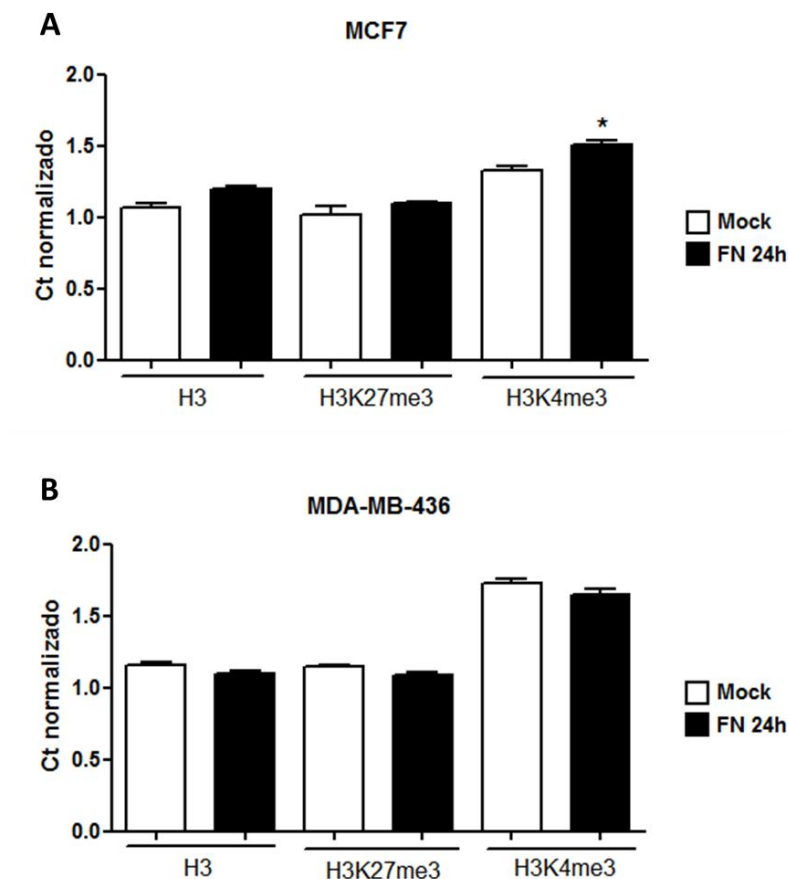 A
MCF7
Ct normalizado
2.0
1.5
*
1.0
0.5
0.0
Mock
FN 24h
H3 H3K27me3 H3K4me3
B
MDA-MB-436
Ct normalizado
2.0
1.5
1.0
0.5
0.0
Mock
FN 24h
H3 H3K27me3 H3K4me3